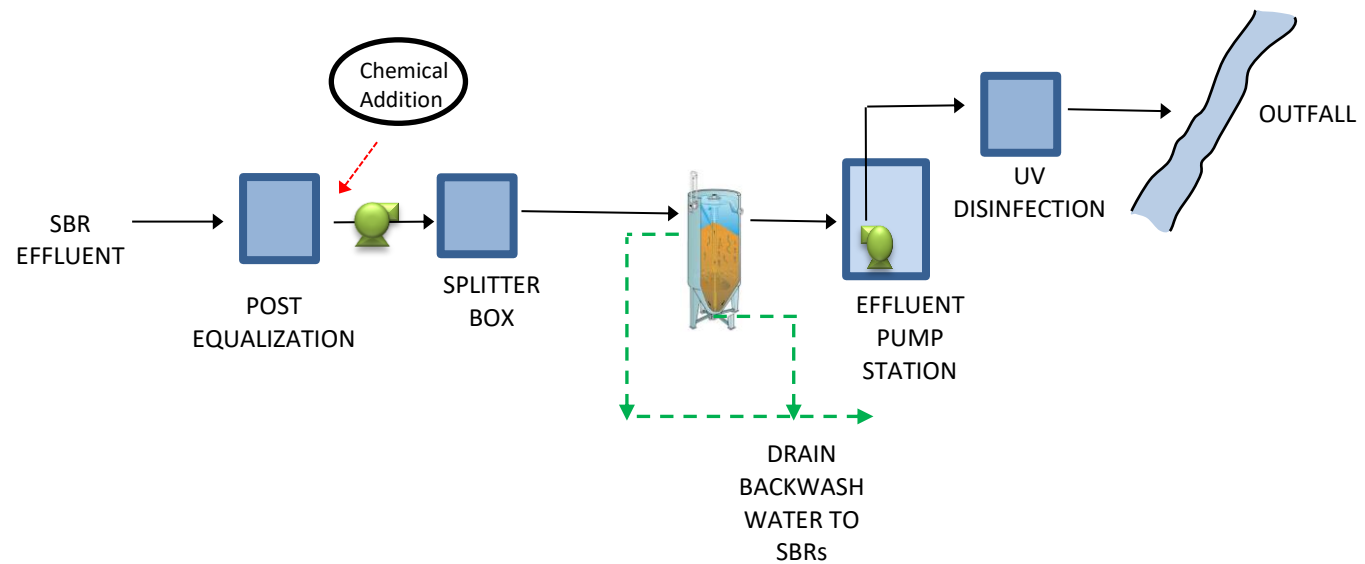 Chemical
Addition
SBR
EFFLUENT
POST
EQUALIZATION
SPLITTER
BOX
EFFLUENT
PUMP
STATION
UV
DISINFECTION
OUTFALL
DRAIN
BACKWASH
WATER TO
SBRs